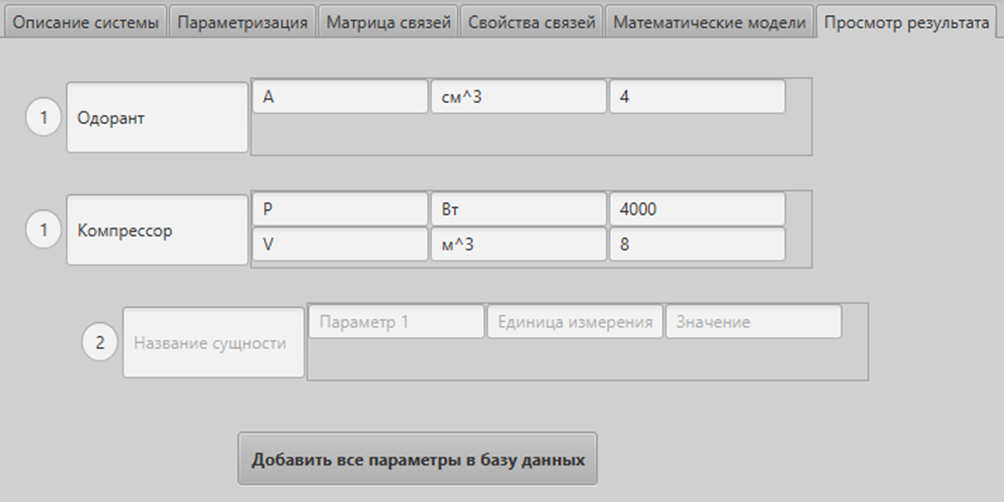 Описание системы Параметризация Матрица связей Свойства связей Математические модели Просмотр результата
1 Одорант A см^3 4
1 Компрессор P Вт 4000
V м^3 8
2 Название сущности Параметр 1 Единица измерения Значение
Добавить все параметры в базу данных